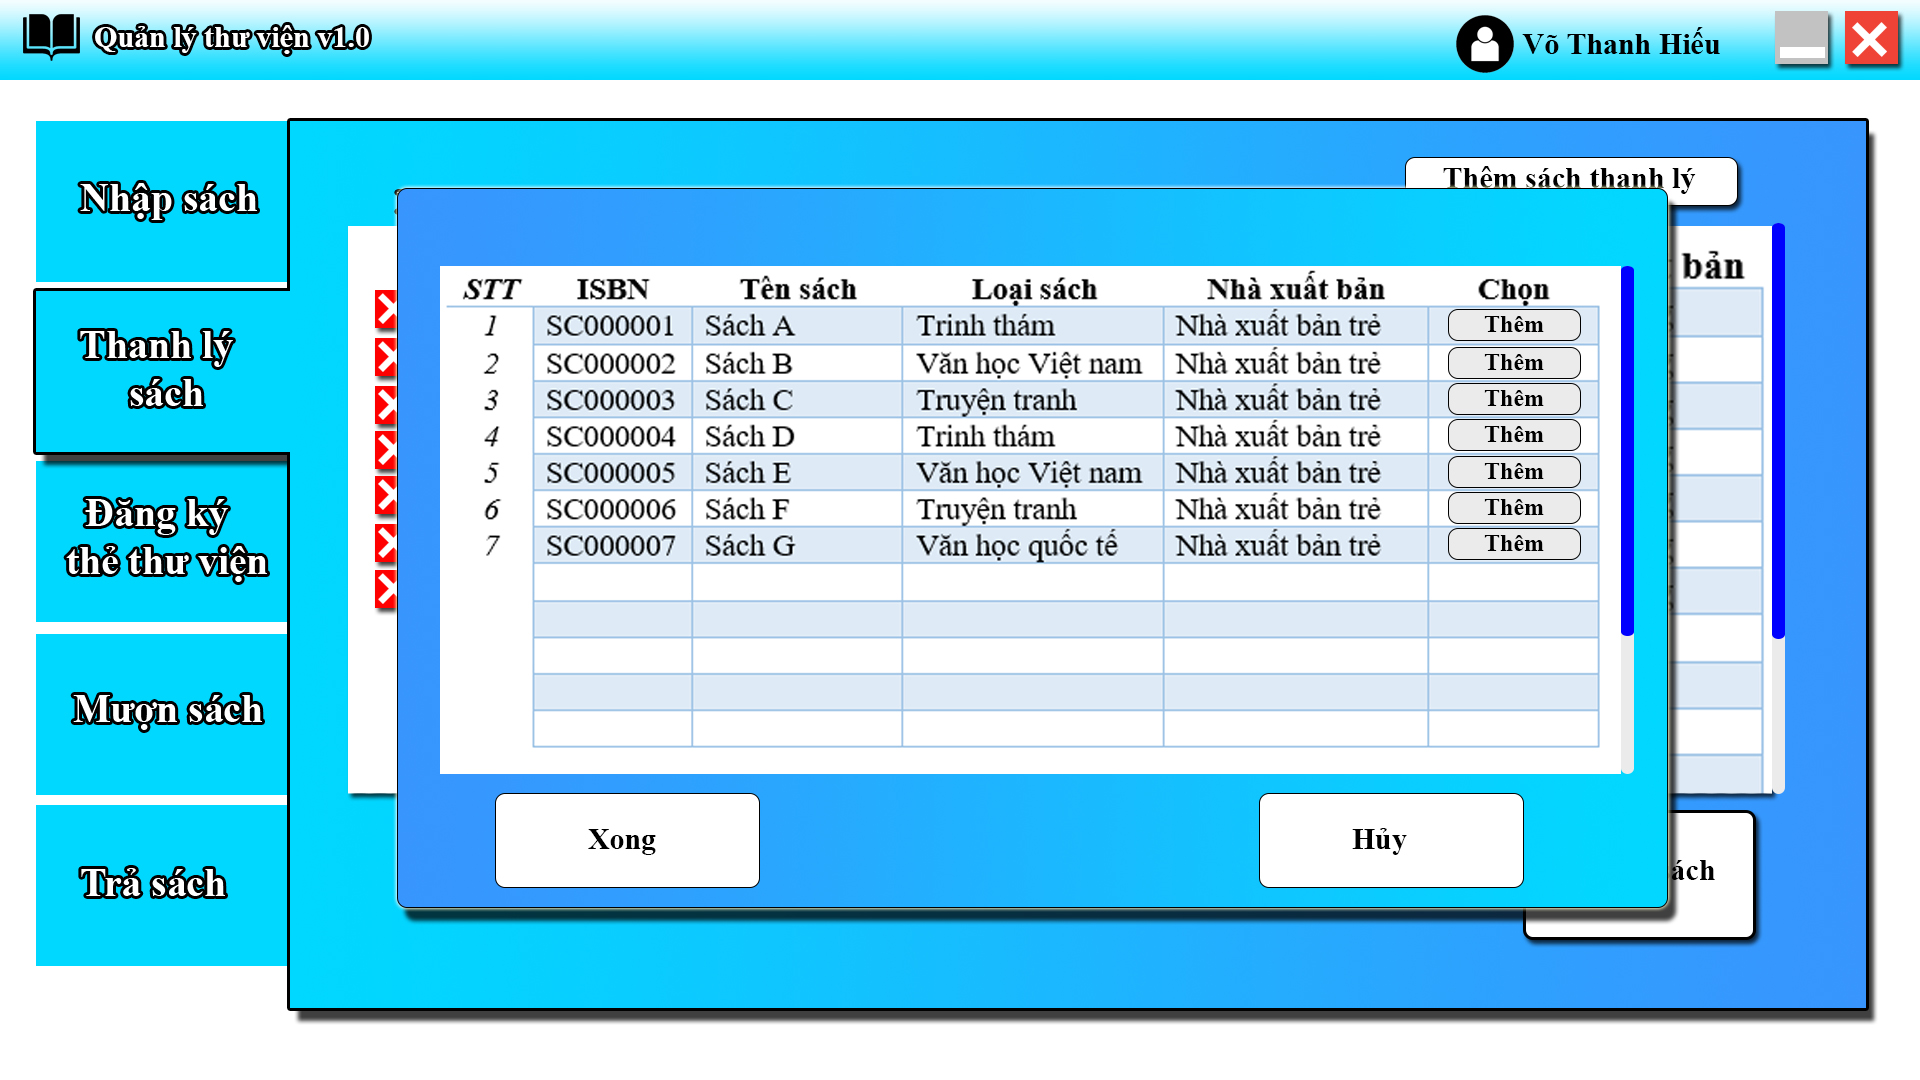 Quản lý thư viện v1.0
Võ Thanh Hiếu
Nhập sách
Thanh lý
sách
Đăng ký
thẻ thư viện
Mượn sách
Trả sách
Thêm sách thanh lý
bản
STT ISBN Tên sách Loại sách Nhà xuất bản Chọn
1 SC000001 Sách A Trinh thám Nhà xuất bản trẻ Thêm
2 SC000002 Sách B Văn học Việt nam Nhà xuất bản trẻ Thêm
3 SC000003 Sách C Truyện tranh Nhà xuất bản trẻ Thêm
4 SC000004 Sách D Trinh thám Nhà xuất bản trẻ Thêm
5 SC000005 Sách E Văn học Việt nam Nhà xuất bản trẻ Thêm
6 SC000006 Sách F Truyện tranh Nhà xuất bản trẻ Thêm
7 SC000007 Sách G Văn học quốc tế Nhà xuất bản trẻ Thêm
Xong
Hủy